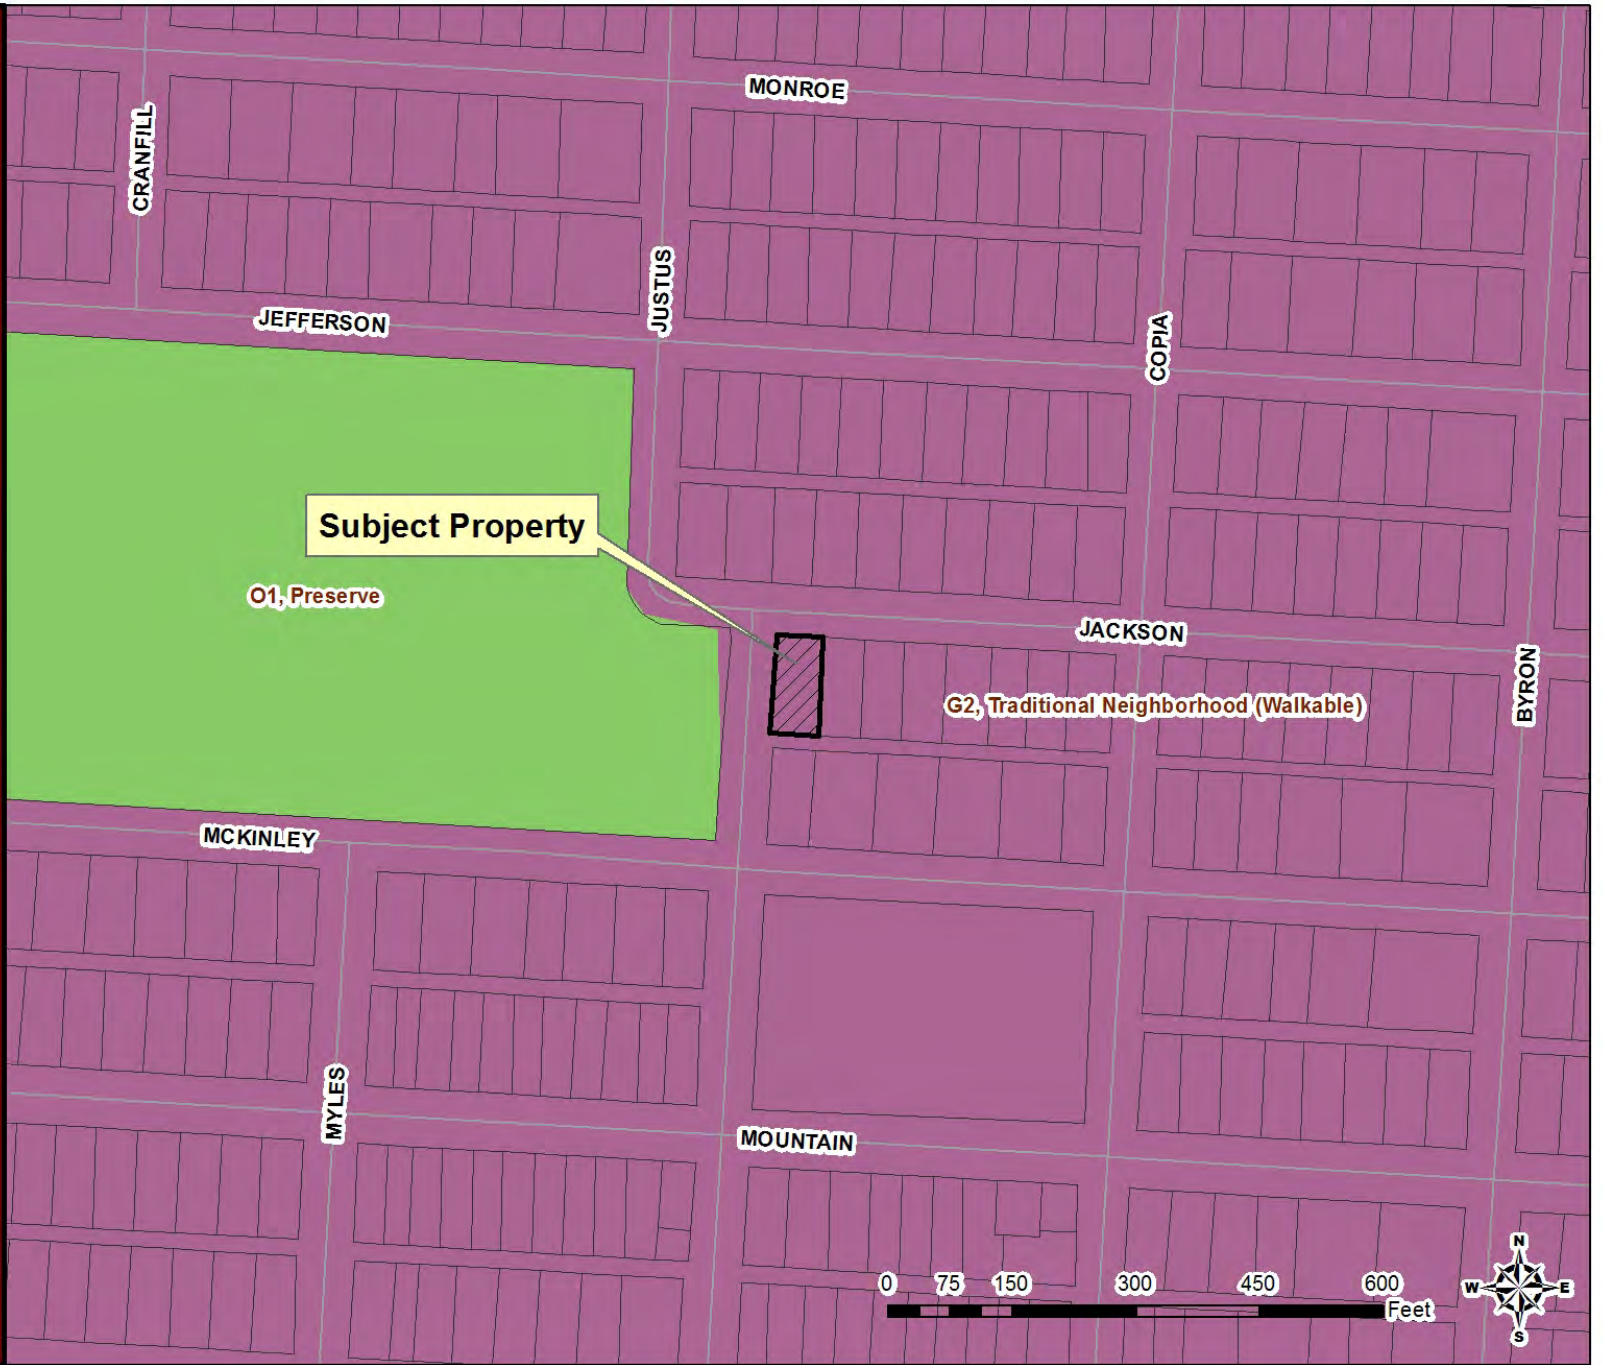 MONROE
CRANFILL
JUSTUS
JEFFERSON
COPIA
Subject Property
O1, Preserve
JACKSON
BYRON
G2, Traditional Neighborhood (Walkable)
MCKINLEY
MYLES
MOUNTAIN
N
W E
S
0 75 150 300 450 600
Feet